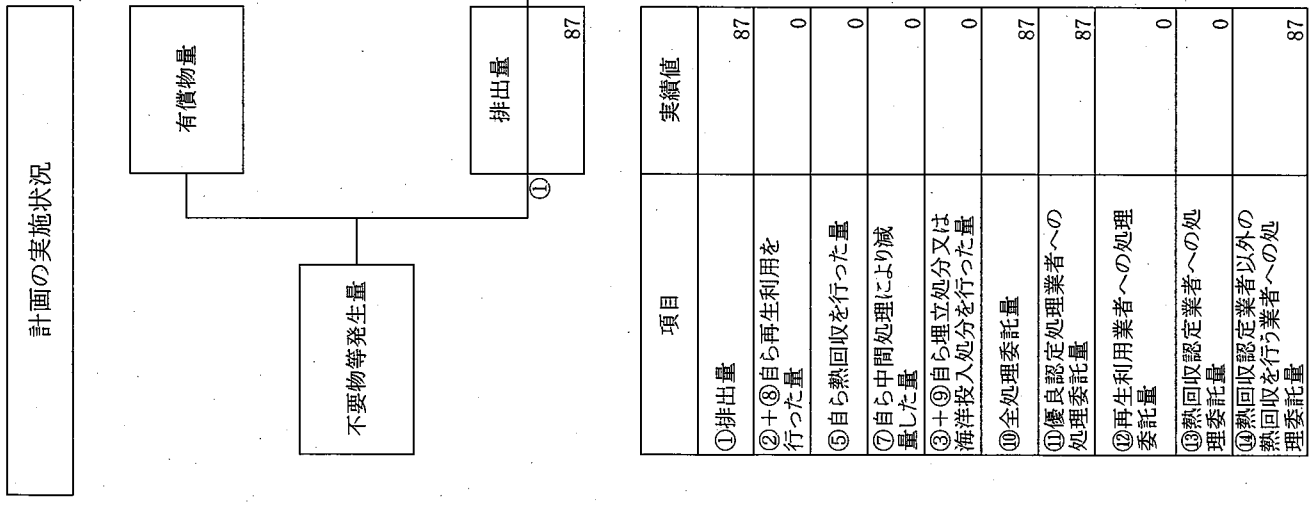 計画の実施状況
有償物量
不要物等発生量
排出量
①
87
項目
実績値
①排出量
87
②+⑧自ら再生利用を
行った量
0
⑤自ら熱回収を行った量
0
⑦自ら中間処理により減
量した量
0
③+⑨自ら埋立処分又は
海洋投入処分を行った量
0
⑩全処理委託量
87
⑪優良認定処理業者への
処理委託量
87
⑫再生利用業者への処理
委託量
0
⑬熱回収認定業者への処
理委託量
0
⑭熱回収認定業者以外の
熱回収を行う業者への処
理委託量
87